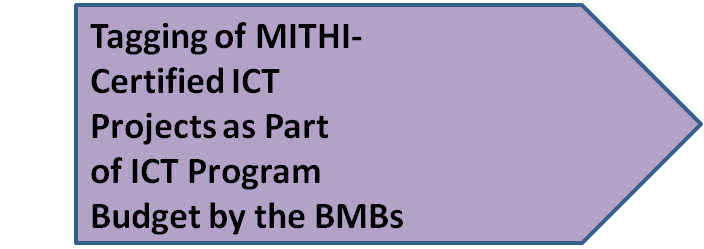 Tagging of MITHI-
Certified ICT
Projects as Part
of ICT Program
Budget by the BMBs